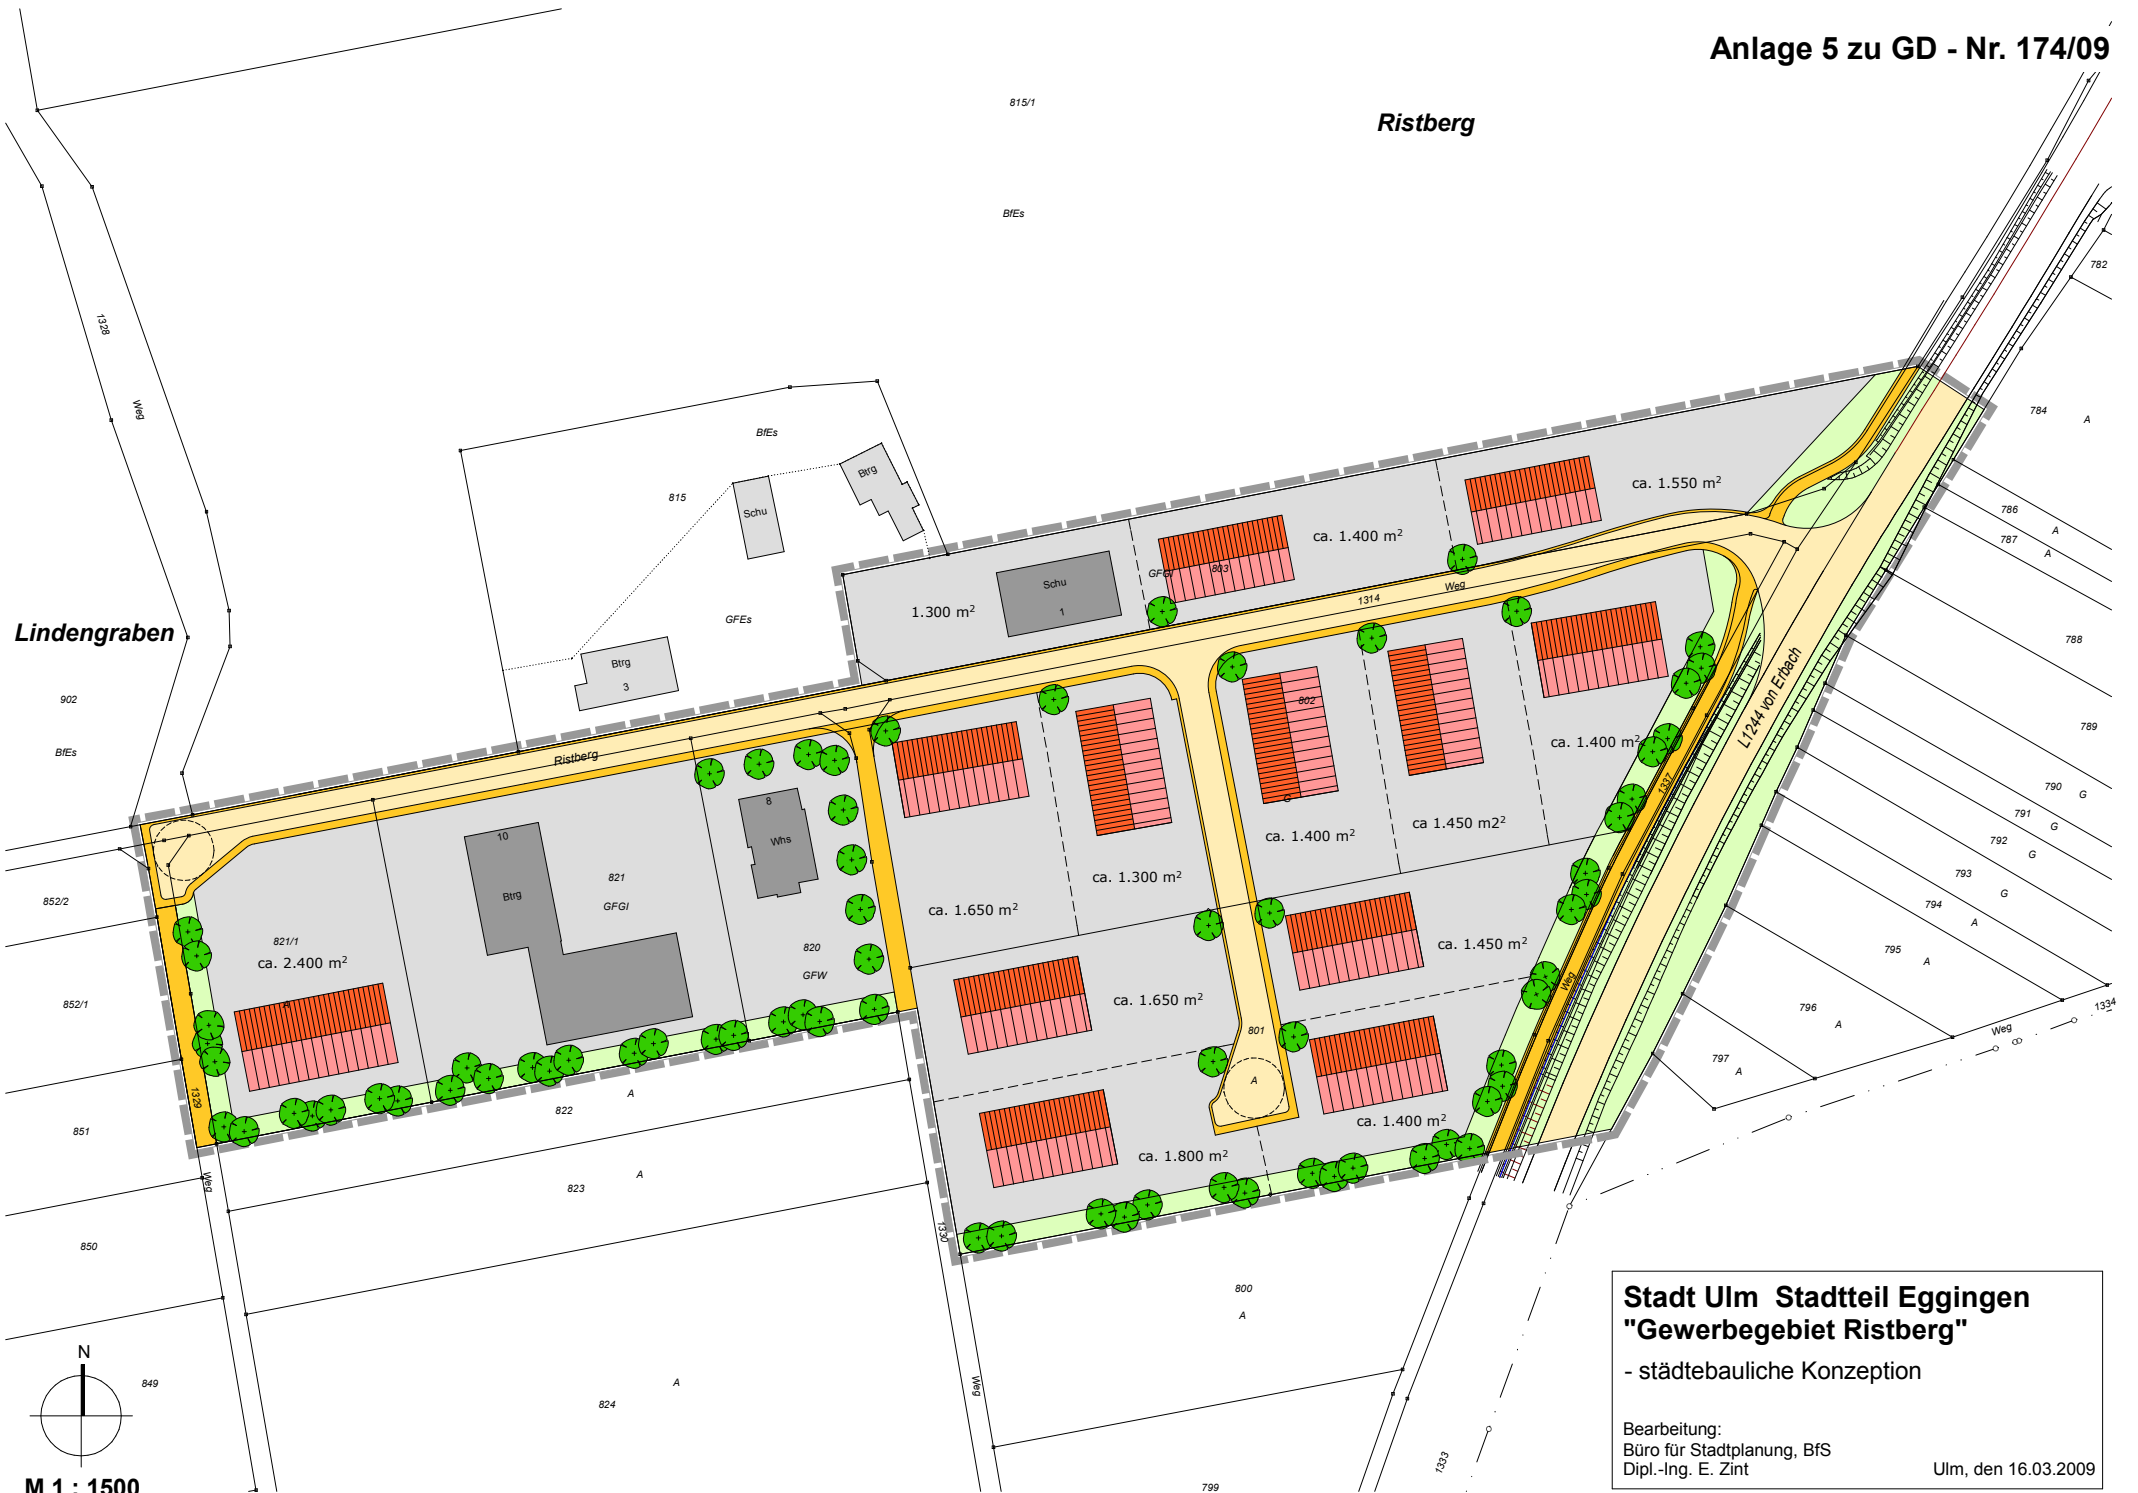 Anlage 5 zu GD - Nr. 174/09
815/1
Ristberg
BfEs
782
1328
Weg
784
A
BfEs
Btrg
815
Schu
ca. 1.550 m²
786
A
787
A
ca. 1.400 m²
GFGI
803
Schu
1
1.300 m²
1314
Weg
GFEs
Lindengraben
Btrg
3
788
902
BfEs
802
L1244 von Erbach
789
Ristberg
ca. 1.400 m²
1337
790
G
791
G
792
G
793
G
794
A
795
A
796
A
797
A
Weg
1334
8
Whs
10
Btrg
821
GFGI
G
ca. 1.400 m²
ca. 1.450 m2²
ca. 1.300 m²
ca. 1.650 m²
852/2
821/1
ca. 2.400 m²
A
820
GFW
ca. 1.450 m²
ca. 1.650 m²
Weg
852/1
801
A
1329
822
A
851
ca. 1.400 m²
ca. 1.800 m²
Weg
823
A
1330
850
800
A
Weg
849
824
A
1333
799
N
M 1 : 1500
Stadt Ulm Stadtteil Eggingen
"Gewerbegebiet Ristberg"
- städtebauliche Konzeption
Bearbeitung:
Büro für Stadtplanung, BfS
Dipl.-Ing. E. Zint
Ulm, den 16.03.2009